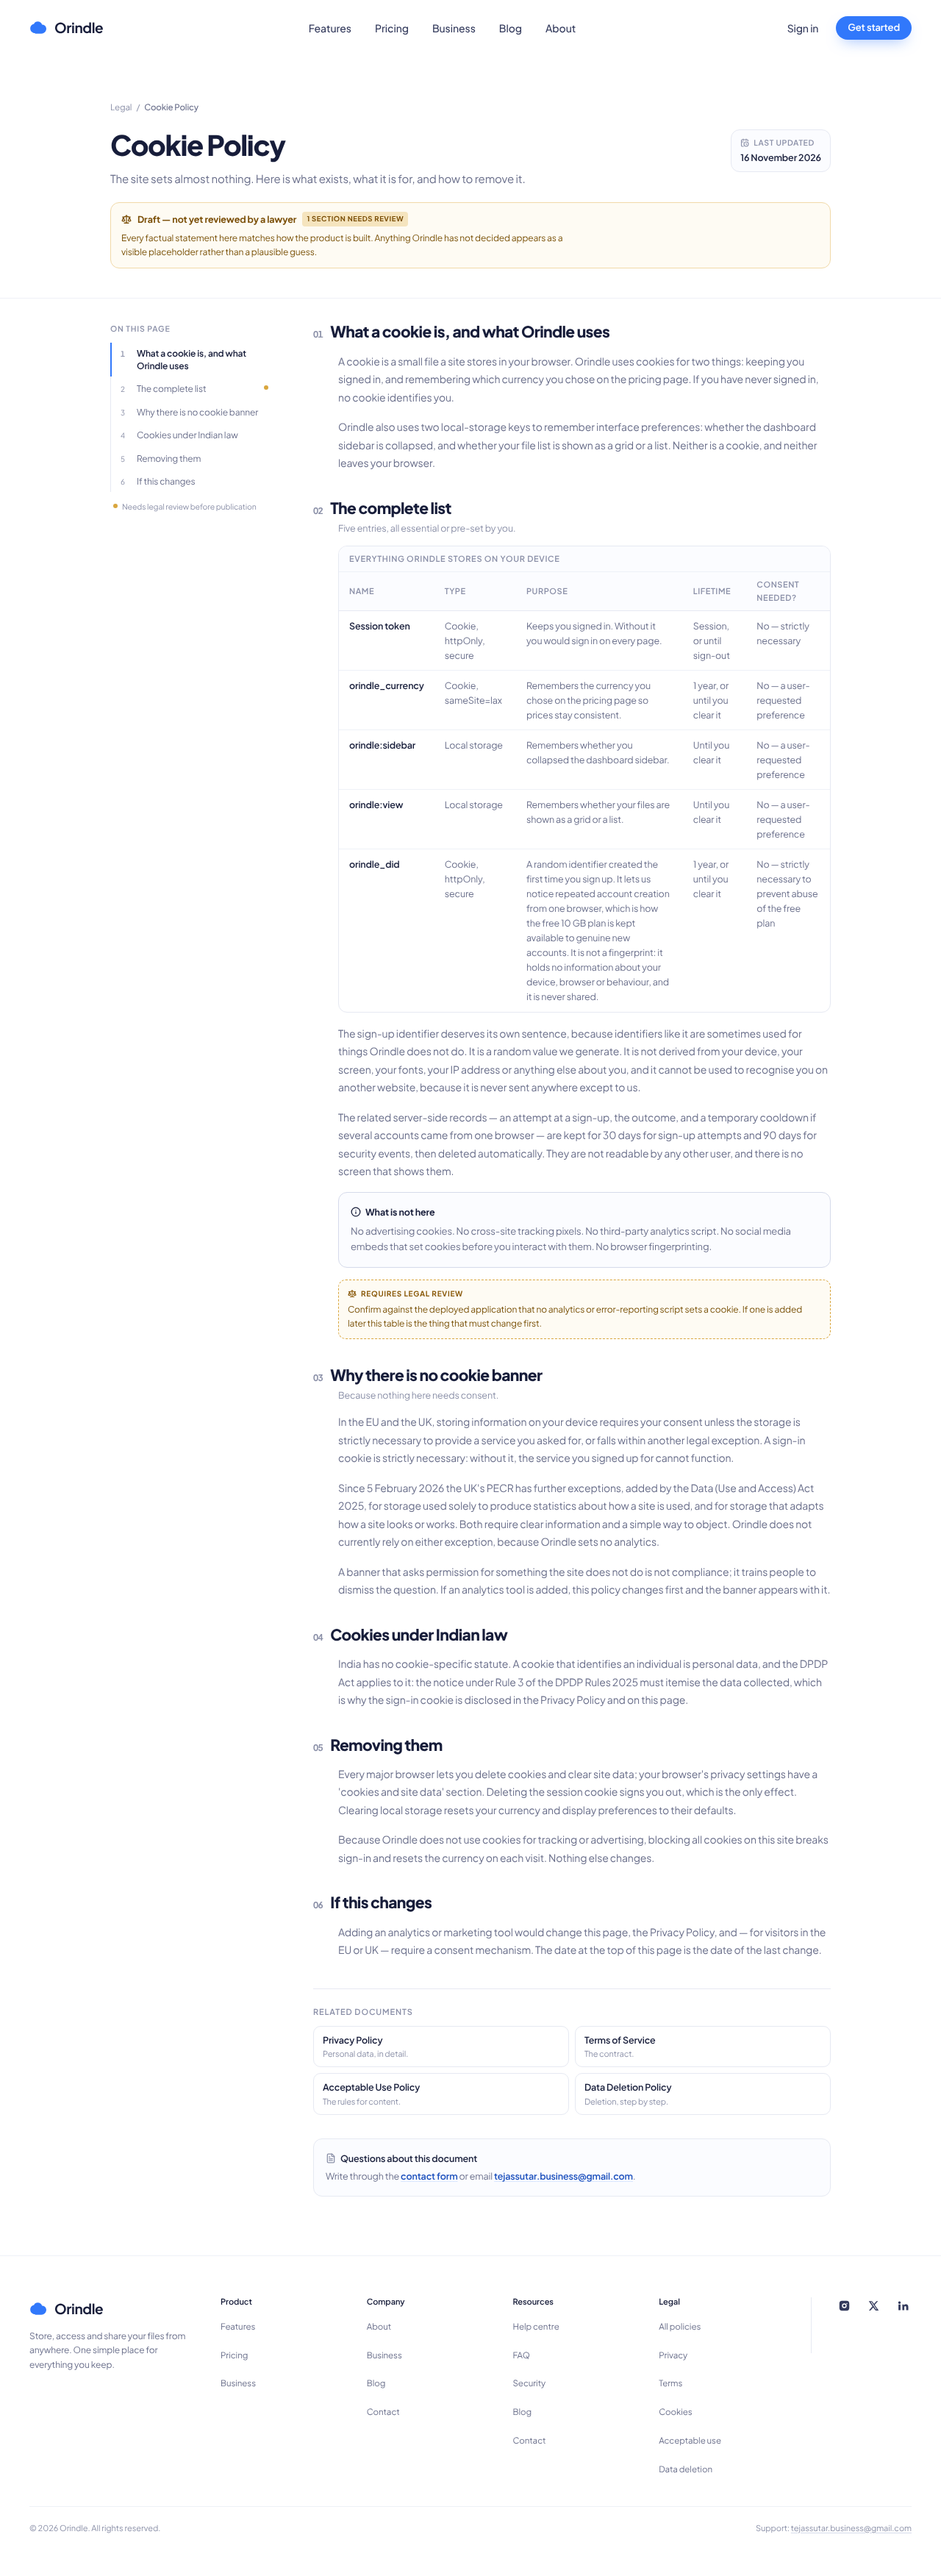 Orindle
Features Pricing Business Blog About
Sign in Get started
Legal / Cookie Policy
Cookie Policy
The site sets almost nothing. Here is what exists, what it is for, and how to remove it.
LAST UPDATED
16 November 2026
Draft — not yet reviewed by a lawyer 1 SECTION NEEDS REVIEW
Every factual statement here matches how the product is built. Anything Orindle has not decided appears as a
visible placeholder rather than a plausible guess.
ON THIS PAGE
1 What a cookie is, and what
Orindle uses
2 The complete list
3 Why there is no cookie banner
4 Cookies under Indian law
5 Removing them
6 If this changes
Needs legal review before publication
01 What a cookie is, and what Orindle uses
A cookie is a small file a site stores in your browser. Orindle uses cookies for two things: keeping you
signed in, and remembering which currency you chose on the pricing page. If you have never signed in,
no cookie identifies you.
Orindle also uses two local-storage keys to remember interface preferences: whether the dashboard
sidebar is collapsed, and whether your file list is shown as a grid or a list. Neither is a cookie, and neither
leaves your browser.
02 The complete list
Five entries, all essential or pre-set by you.
EVERYTHING ORINDLE STORES ON YOUR DEVICE
NAME TYPE PURPOSE LIFETIME CONSENT
NEEDED?
Session token Cookie, Keeps you signed in. Without it Session, No — strictly
httpOnly, you would sign in on every page. or until necessary
secure sign-out
orindle_currency Cookie, Remembers the currency you 1 year, or No — a user-
sameSite=lax chose on the pricing page so until you requested
prices stay consistent. clear it preference
orindle:sidebar Local storage Remembers whether you Until you No — a user-
collapsed the dashboard sidebar. clear it requested
preference
orindle:view Local storage Remembers whether your files are Until you No — a user-
shown as a grid or a list. clear it requested
preference
orindle_did Cookie, A random identifier created the 1 year, or No — strictly
httpOnly, first time you sign up. It lets us until you necessary to
secure notice repeated account creation clear it prevent abuse
from one browser, which is how of the free
the free 10 GB plan is kept plan
available to genuine new
accounts. It is not a fingerprint: it
holds no information about your
device, browser or behaviour, and
it is never shared.
The sign-up identifier deserves its own sentence, because identifiers like it are sometimes used for
things Orindle does not do. It is a random value we generate. It is not derived from your device, your
screen, your fonts, your IP address or anything else about you, and it cannot be used to recognise you on
another website, because it is never sent anywhere except to us.
The related server-side records — an attempt at a sign-up, the outcome, and a temporary cooldown if
several accounts came from one browser — are kept for 30 days for sign-up attempts and 90 days for
security events, then deleted automatically. They are not readable by any other user, and there is no
screen that shows them.
What is not here
No advertising cookies. No cross-site tracking pixels. No third-party analytics script. No social media
embeds that set cookies before you interact with them. No browser fingerprinting.
REQUIRES LEGAL REVIEW
Confirm against the deployed application that no analytics or error-reporting script sets a cookie. If one is added
later this table is the thing that must change first.
03 Why there is no cookie banner
Because nothing here needs consent.
In the EU and the UK, storing information on your device requires your consent unless the storage is
strictly necessary to provide a service you asked for, or falls within another legal exception. A sign-in
cookie is strictly necessary: without it, the service you signed up for cannot function.
Since 5 February 2026 the UK's PECR has further exceptions, added by the Data (Use and Access) Act
2025, for storage used solely to produce statistics about how a site is used, and for storage that adapts
how a site looks or works. Both require clear information and a simple way to object. Orindle does not
currently rely on either exception, because Orindle sets no analytics.
A banner that asks permission for something the site does not do is not compliance; it trains people to
dismiss the question. If an analytics tool is added, this policy changes first and the banner appears with it.
04 Cookies under Indian law
India has no cookie-specific statute. A cookie that identifies an individual is personal data, and the DPDP
Act applies to it: the notice under Rule 3 of the DPDP Rules 2025 must itemise the data collected, which
is why the sign-in cookie is disclosed in the Privacy Policy and on this page.
05 Removing them
Every major browser lets you delete cookies and clear site data; your browser's privacy settings have a
'cookies and site data' section. Deleting the session cookie signs you out, which is the only effect.
Clearing local storage resets your currency and display preferences to their defaults.
Because Orindle does not use cookies for tracking or advertising, blocking all cookies on this site breaks
sign-in and resets the currency on each visit. Nothing else changes.
06 If this changes
Adding an analytics or marketing tool would change this page, the Privacy Policy, and — for visitors in the
EU or UK — require a consent mechanism. The date at the top of this page is the date of the last change.
RELATED DOCUMENTS
Privacy Policy
Personal data, in detail.
Terms of Service
The contract.
Acceptable Use Policy
The rules for content.
Data Deletion Policy
Deletion, step by step.
Questions about this document
Write through the contact form or email tejassutar.business@gmail.com.
Orindle
Store, access and share your files from
anywhere. One simple place for
everything you keep.
Product
Features
Pricing
Business
Company
About
Business
Blog
Contact
Resources
Help centre
FAQ
Security
Blog
Contact
Legal
All policies
Privacy
Terms
Cookies
Acceptable use
Data deletion
© 2026 Orindle. All rights reserved.
Support: tejassutar.business@gmail.com